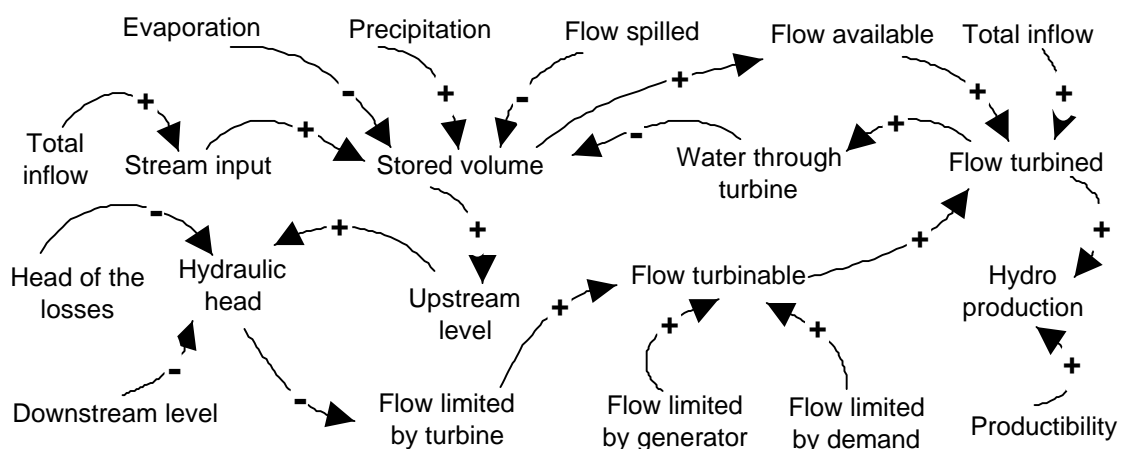 Evaporation
Precipitation
Flow spilled
Flow available
Total inflow
+
-
+
-
+
+
+
Total
inflow
Stream input
+
Stored volume
-
Water through
turbine
+
Flow turbined
-
+
+
+
+
Head of the
losses
Hydraulic
head
Upstream
level
Flow turbinable
Hydro
production
+
+
+
+
-
-
Downstream level
Flow limited
by turbine
Flow limited
by generator
Flow limited
by demand
Productibility